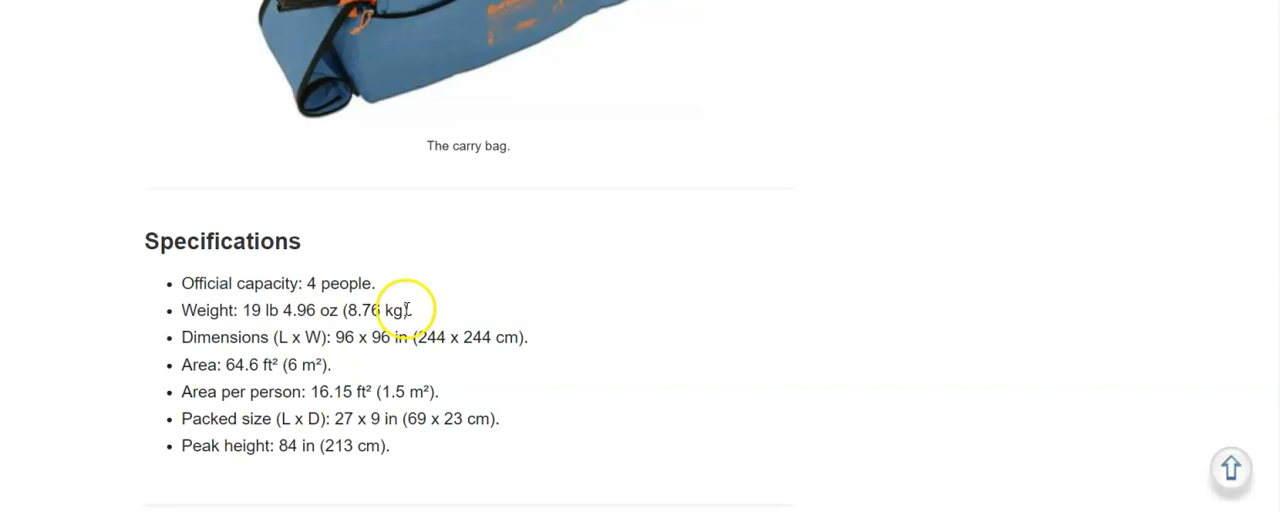 The carry bag.
Specifications
• Official capacity: 4 people.
• Weight: 19 lb 4.96 oz (8.76 kg).
• Dimensions (L x W): 96 x 96 in (244 x 244 cm).
• Area: 64.6 ft² (6 m²).
• Area per person: 16.15 ft² (1.5 m²).
• Packed size (L x D): 27 x 9 in (69 x 23 cm).
• Peak height: 84 in (213 cm).